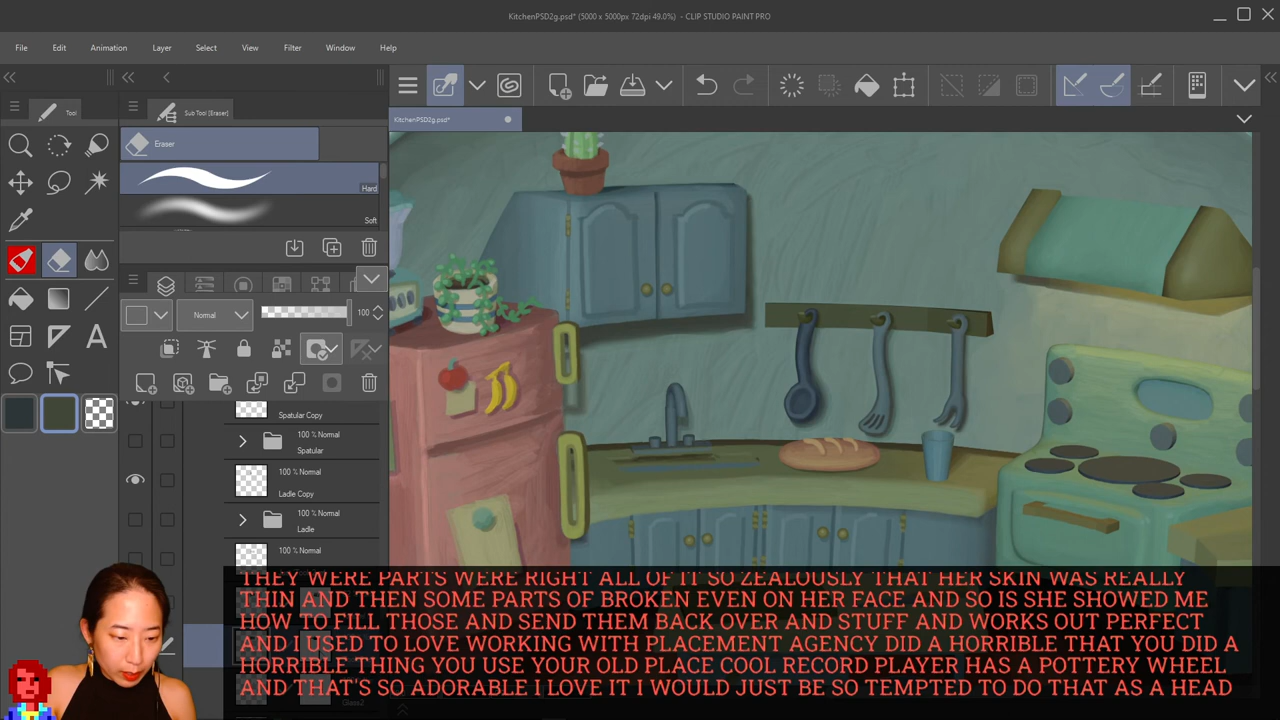 KitchenPSD2g.psd* (5000 x 5000px 72dpi 49.0%) - CLIP STUDIO PAINT PRO
File Edit Animation Layer Select View Filter Window Help
Tool
Sub Tool [Eraser]
KitchenPSD2g.psd*
Eraser
Hard
Soft
Normal
100
Spatular Copy
100 % Normal
Spatular
100 % Normal
Ladle Copy
100 % Normal
Ladle
100 % Normal
THEY WERE PARTS WERE RIGHT ALL OF IT SO ZEALOUSLY THAT HER SKIN WAS REALLY
THIN AND THEN SOME PARTS OF BROKEN EVEN ON HER FACE AND SO IS SHE SHOWED ME
HOW TO FILL THOSE AND SEND THEM BACK OVER AND STUFF AND WORKS OUT PERFECT
AND I USED TO LOVE WORKING WITH PLACEMENT AGENCY DID A HORRIBLE THAT YOU DID A
HORRIBLE THING YOU USE YOUR OLD PLACE COOL RECORD PLAYER HAS A POTTERY WHEEL
AND THAT'S SO ADORABLE I LOVE IT I WOULD JUST BE SO TEMPTED TO DO THAT AS A HEAD